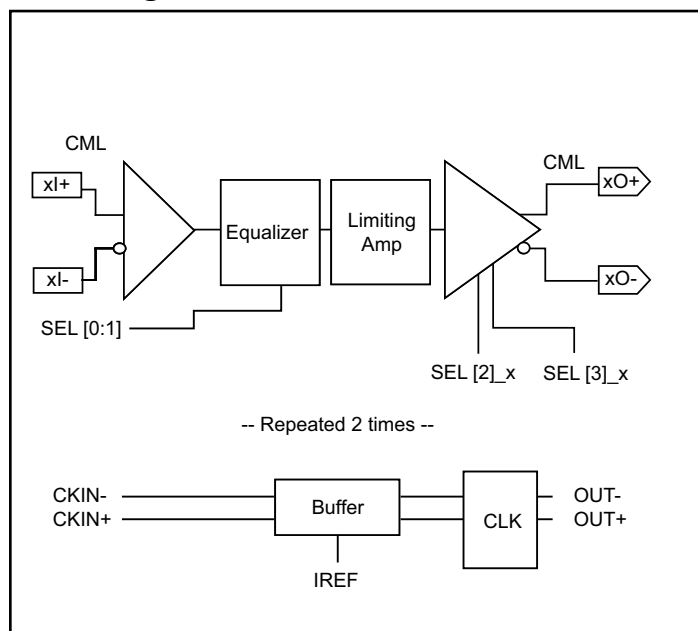 CML
xI+
xI-
Equalizer
Limiting
Amp
CML
xO+
xO-
SEL [0:1]
SEL [2]_x
SEL [3]_x
-- Repeated 2 times --
CKIN-
CKIN+
Buffer
CLK
OUT-
OUT+
IREF